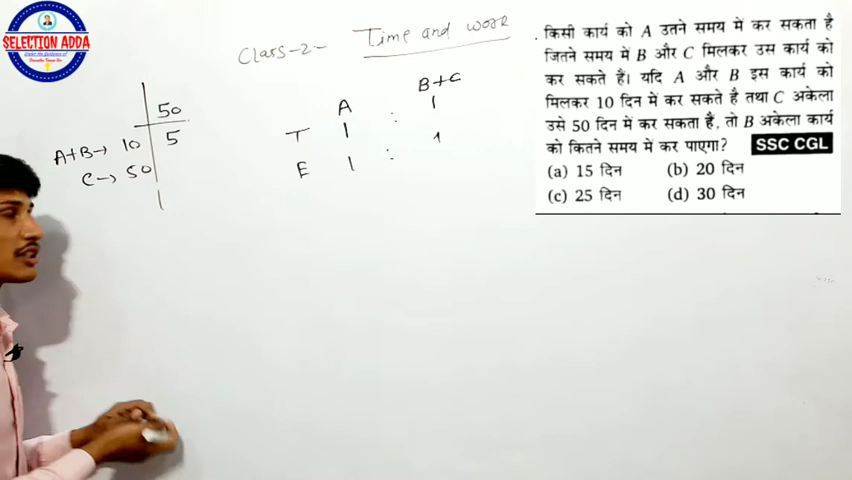 SELECTION ADDA
Class-2-
Time and work
50
A+B→ 10 5
C→ 50
1
A B+C
T 1 : 1
E 1 : 1
किसी कार्य को A उतने समय में कर सकता है
जितने समय में B और C मिलकर उस कार्य को
कर सकते हैं। यदि A और B इस कार्य को
मिलकर 10 दिन में कर सकते है तथा C अकेला
उसे 50 दिन में कर सकता है, तो B अकेला कार्य
को कितने समय में कर पाएगा? SSC CGL
(a) 15 दिन (b) 20 दिन
(c) 25 दिन (d) 30 दिन